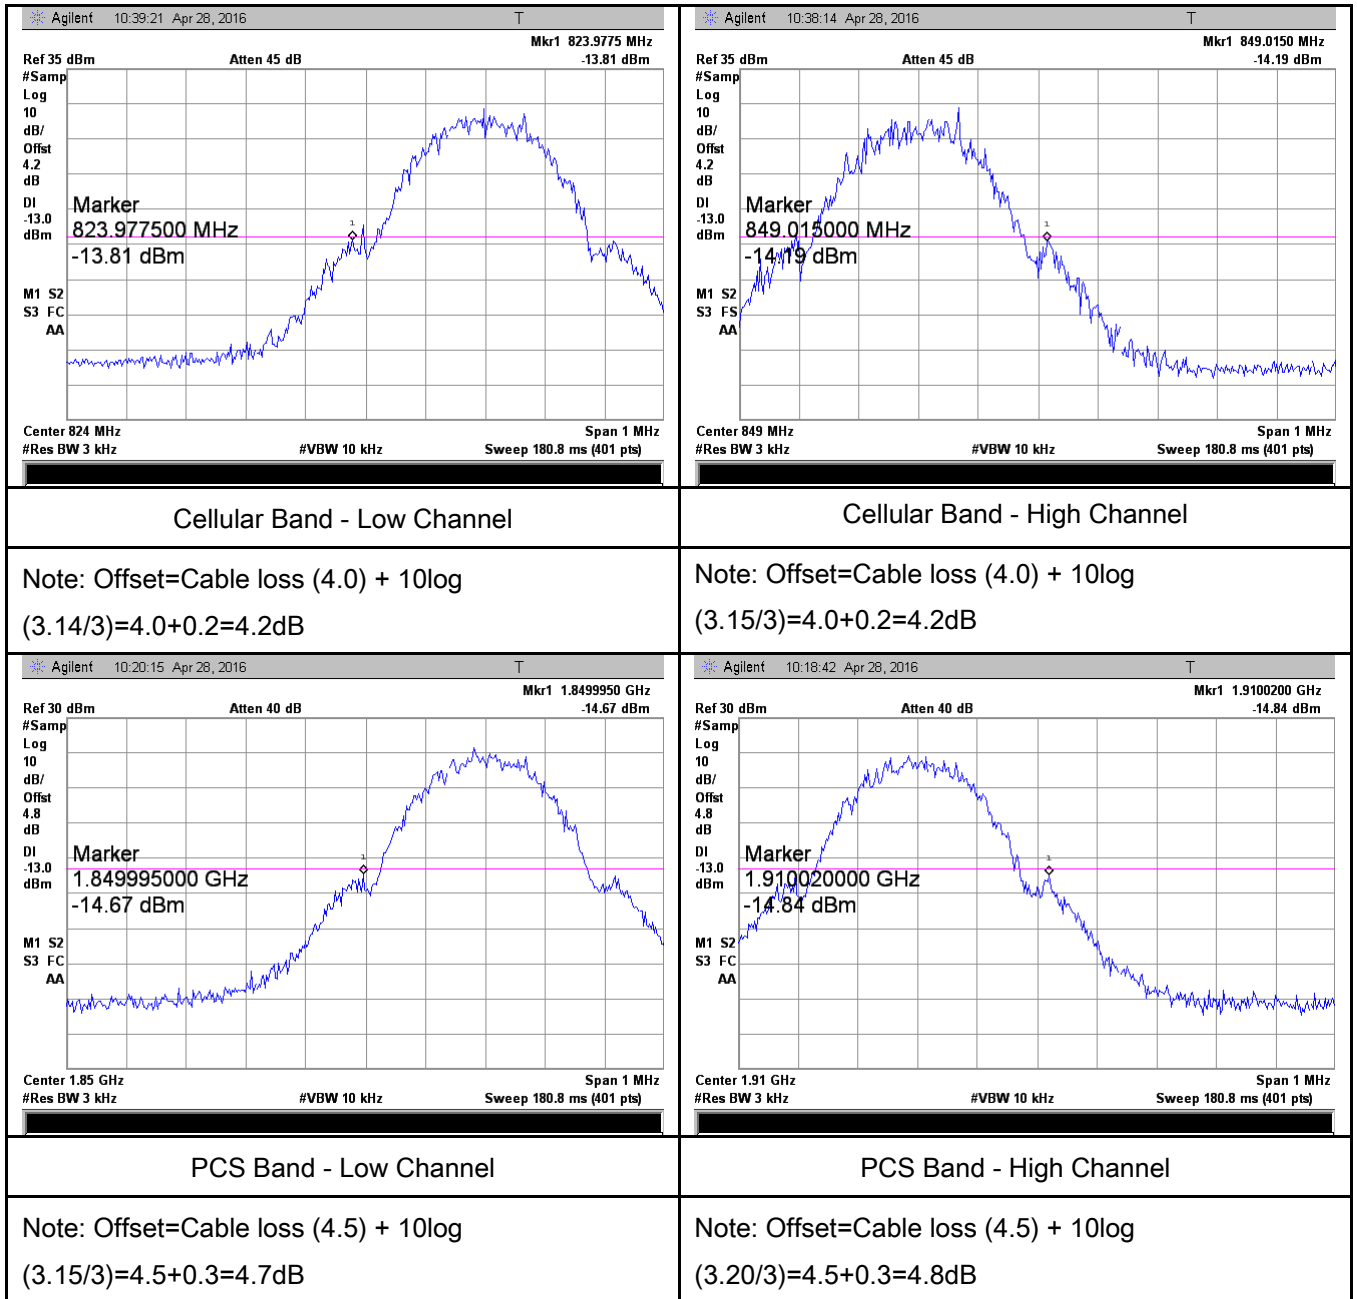 Agilent 10:39:21 Apr 28, 2016 T
Mkr1 823.9775 MHz
Ref 35 dBm Atten 45 dB -13.81 dBm
#Samp
Log
10
dB/
Offst
4.2
dB
DI
-13.0
dBm
Marker
823.977500 MHz
-13.81 dBm
1
M1 S2
S3 FC
AA
Center 824 MHz Span 1 MHz
#Res BW 3 kHz #VBW 10 kHz Sweep 180.8 ms (401 pts)
Agilent 10:38:14 Apr 28, 2016 T
Mkr1 849.0150 MHz
Ref 35 dBm Atten 45 dB -14.19 dBm
#Samp
Log
10
dB/
Offst
4.2
dB
DI
-13.0
dBm
Marker
849.015000 MHz
-14.19 dBm
1
M1 S2
S3 FS
AA
Center 849 MHz Span 1 MHz
#Res BW 3 kHz #VBW 10 kHz Sweep 180.8 ms (401 pts)
Cellular Band - Low Channel
Cellular Band - High Channel
Note: Offset=Cable loss (4.0) + 10log
(3.14/3)=4.0+0.2=4.2dB
Note: Offset=Cable loss (4.0) + 10log
(3.15/3)=4.0+0.2=4.2dB
Agilent 10:20:15 Apr 28, 2016 T
Mkr1 1.8499950 GHz
Ref 30 dBm Atten 40 dB -14.67 dBm
#Samp
Log
10
dB/
Offst
4.8
dB
DI
-13.0
dBm
Marker
1.849995000 GHz
-14.67 dBm
1
M1 S2
S3 FC
AA
Center 1.85 GHz Span 1 MHz
#Res BW 3 kHz #VBW 10 kHz Sweep 180.8 ms (401 pts)
Agilent 10:18:42 Apr 28, 2016 T
Mkr1 1.9100200 GHz
Ref 30 dBm Atten 40 dB -14.84 dBm
#Samp
Log
10
dB/
Offst
4.8
dB
DI
-13.0
dBm
Marker
1.910020000 GHz
-14.84 dBm
1
M1 S2
S3 FC
AA
Center 1.91 GHz Span 1 MHz
#Res BW 3 kHz #VBW 10 kHz Sweep 180.8 ms (401 pts)
PCS Band - Low Channel
PCS Band - High Channel
Note: Offset=Cable loss (4.5) + 10log
(3.15/3)=4.5+0.3=4.7dB
Note: Offset=Cable loss (4.5) + 10log
(3.20/3)=4.5+0.3=4.8dB